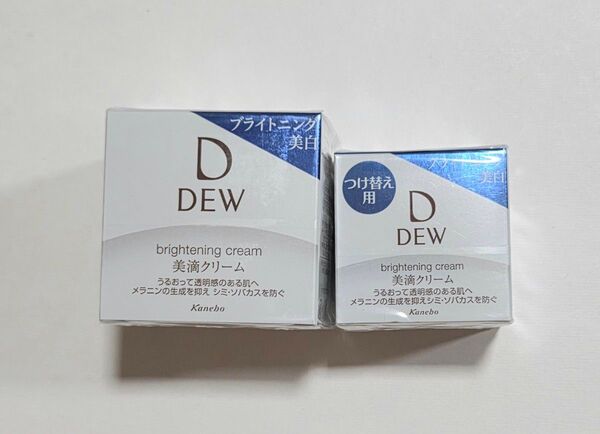 ブライトニング
美白
D
DEW
brightening cream
美滴クリーム
うるおって透明感のある肌へ
メラニンの生成を抑え シミ・ソバカスを防ぐ
Kanebo
つけ替え
用
美白
D
DEW
brightening cream
美滴クリーム
うるおって透明感のある肌へ
メラニンの生成を抑え シミ・ソバカスを防ぐ
Kanebo